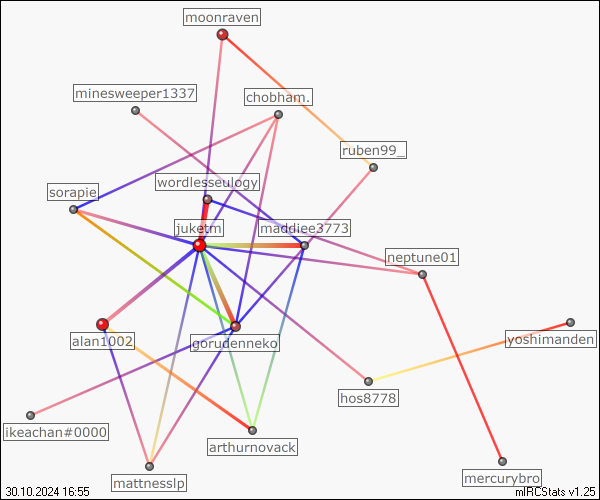 moonraven
minesweeper1337
chobham.
ruben99_
wordlesseulogy
sorapie
juketm
maddiee3773
neptune01
alan1002
gorudenneko
yoshimanden
hos8778
ikeachan#0000
arthurnovack
mattnesslp
mercurybro
30.10.2024 16:55
mIRCStats v1.25